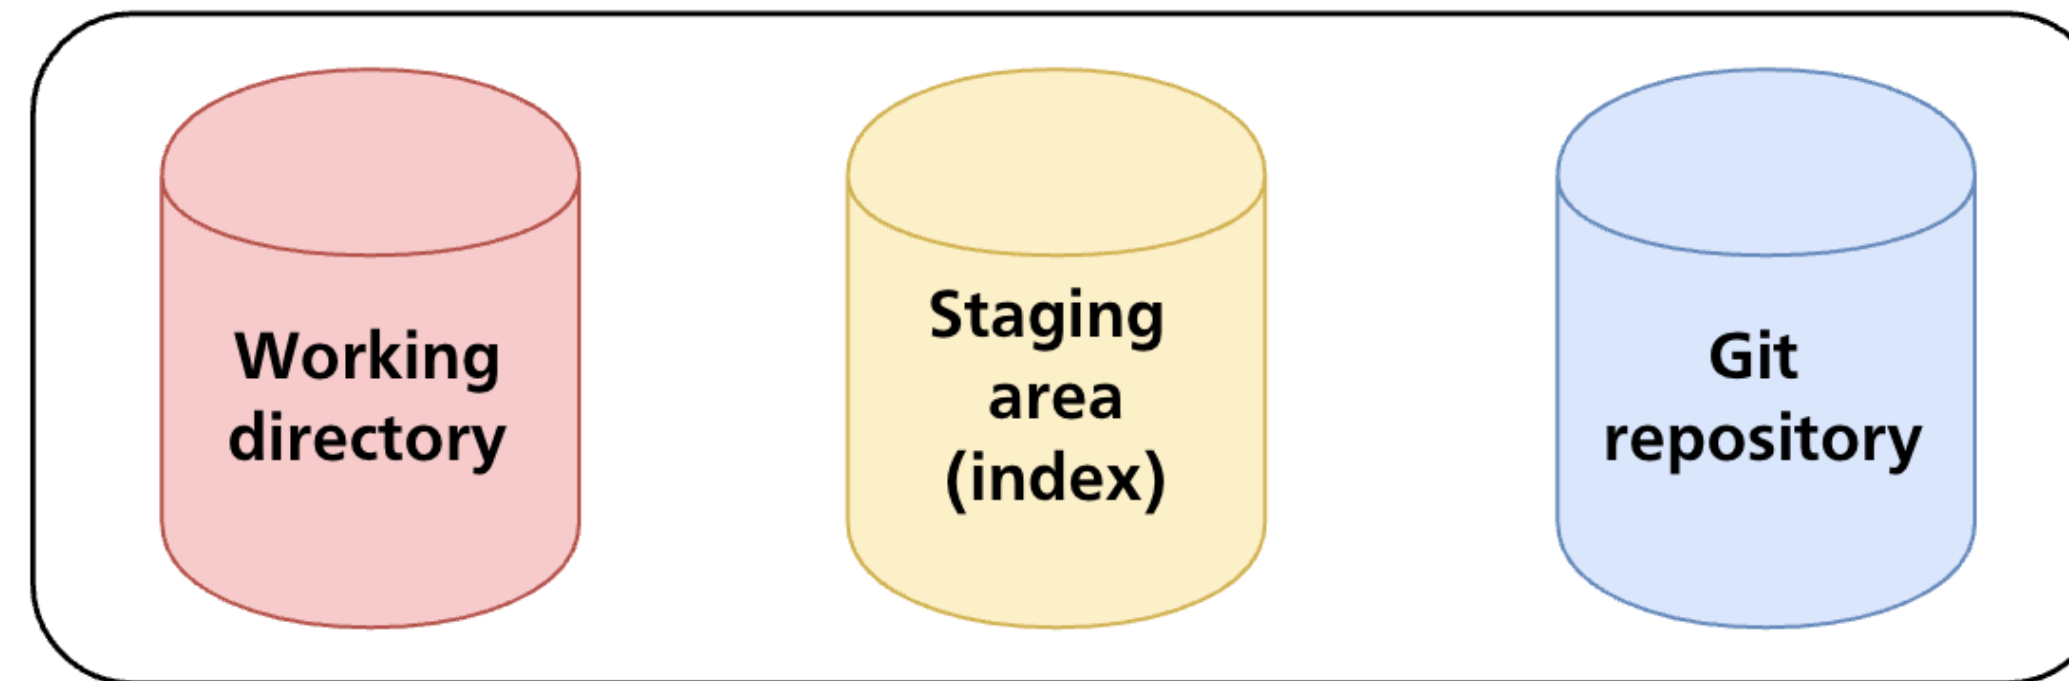 Working
directory
Staging
area
(index)
Git
repository